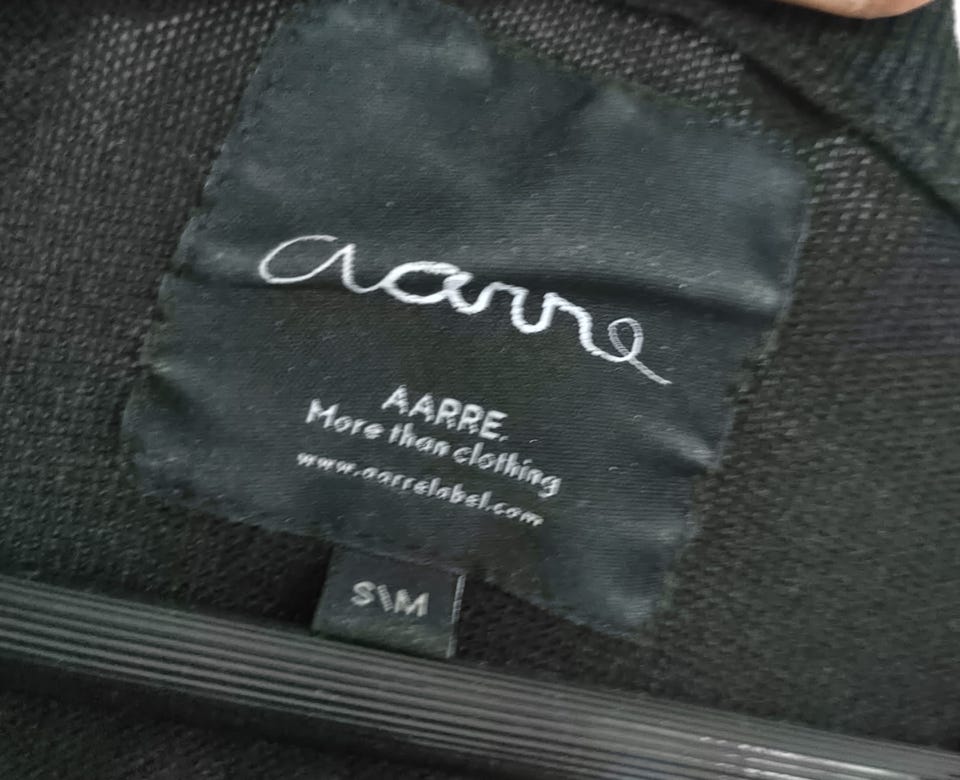 aarre
AARRE.
More than clothing
www.aarrelabel.com
S\M